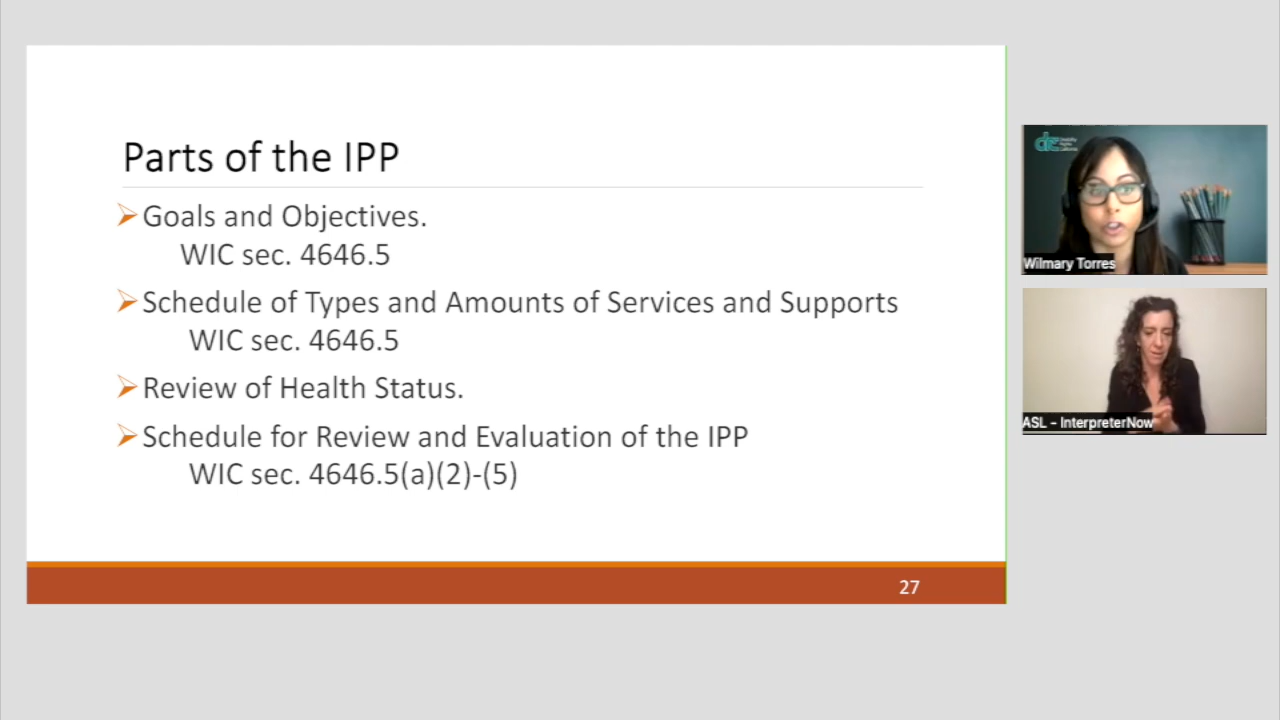 Parts of the IPP
Goals and Objectives.
WIC sec. 4646.5
Schedule of Types and Amounts of Services and Supports
WIC sec. 4646.5
Review of Health Status.
Schedule for Review and Evaluation of the IPP
WIC sec. 4646.5(a)(2)-(5)
27
Wilmary Torres
ASL - InterpreterNow